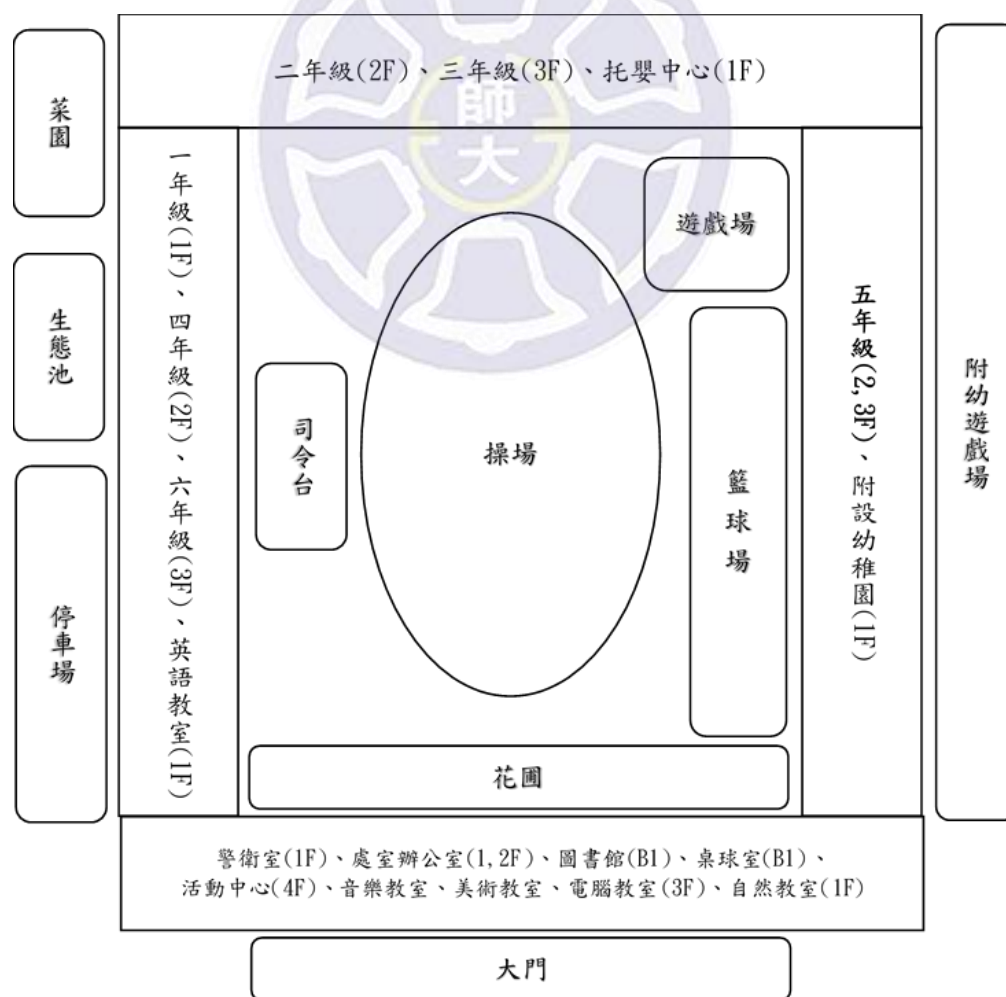 二年級(2F)、三年級(3F)、托嬰中心(1F)
師大
菜園
生態池
停車場
一年級(1F)、四年級(2F)、六年級(3F)、英語教室(1F)
遊戲場
司令台
操場
籃球場
五年級(2,3F)、附設幼稚園(1F)
附幼遊戲場
花圃
警衛室(1F)、處室辦公室(1,2F)、圖書館(B1)、桌球室(B1)、
活動中心(4F)、音樂教室、美術教室、電腦教室(3F)、自然教室(1F)
大門